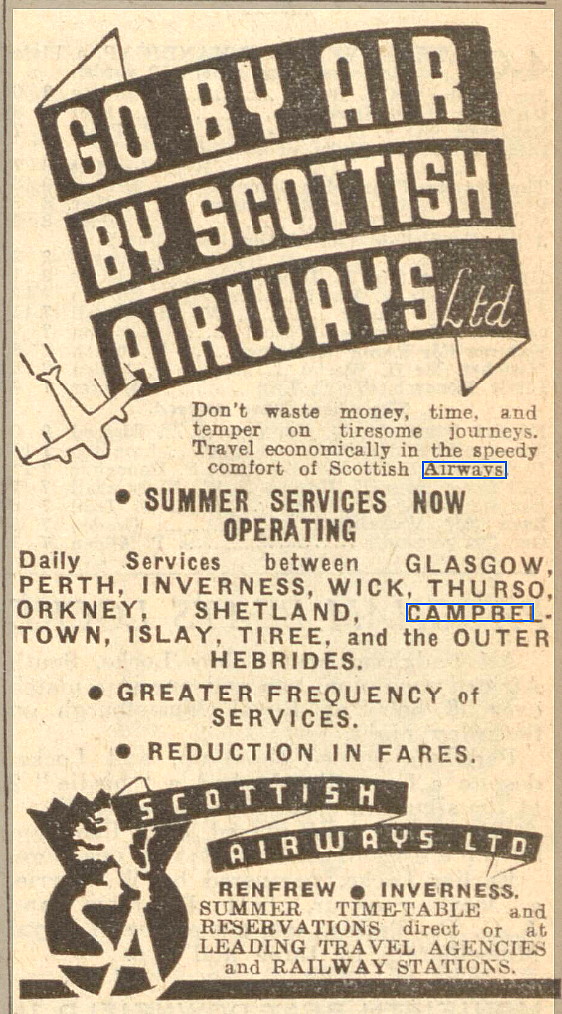 GO BY AIR
BY SCOTTISH
AIRWAYS Ltd
Don't waste money, time, and
temper on tiresome journeys.
Travel economically in the speedy
comfort of Scottish Airways
● SUMMER SERVICES NOW
OPERATING
Daily Services between GLASGOW,
PERTH, INVERNESS, WICK, THURSO,
ORKNEY, SHETLAND, CAMPBEL-
TOWN, ISLAY, TIREE, and the OUTER
HEBRIDES.
● GREATER FREQUENCY of
SERVICES.
● REDUCTION IN FARES.
SCOTTISH
AIRWAYS. LTD
SA
RENFREW ● INVERNESS.
SUMMER TIME-TABLE and
RESERVATIONS direct or at
LEADING TRAVEL AGENCIES
and RAILWAY STATIONS.